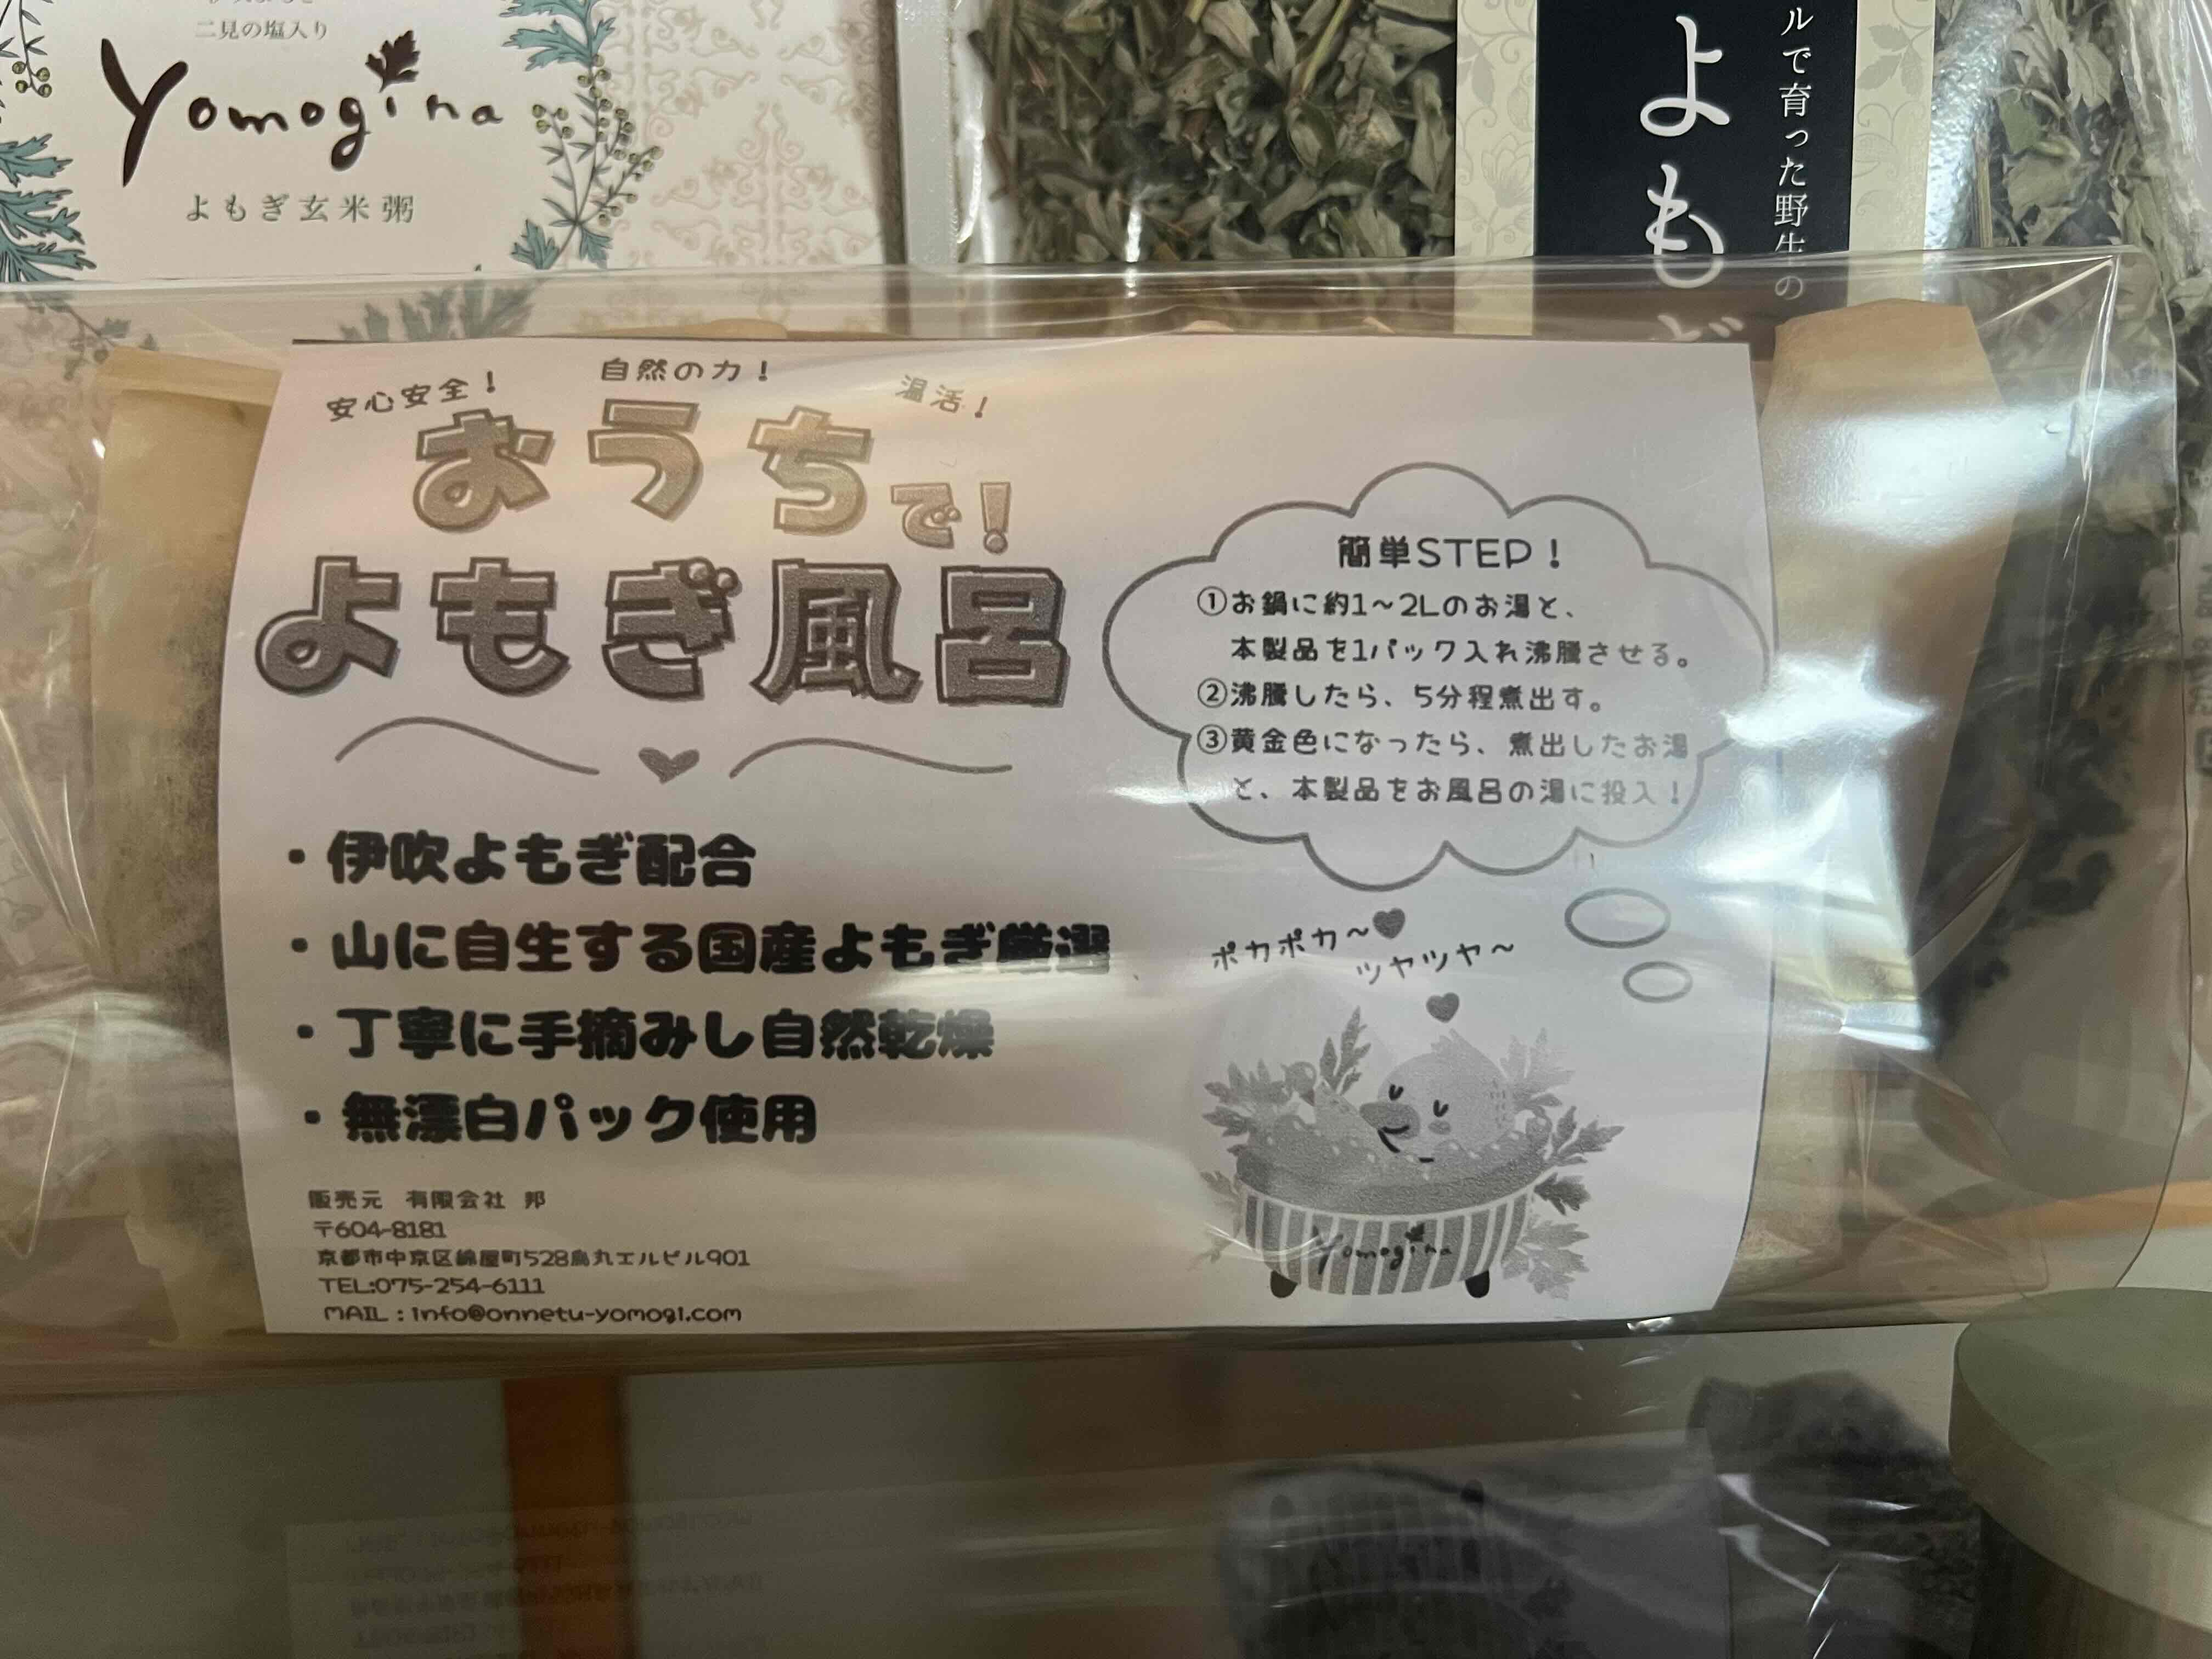 二見の塩入り
Yomogina
よもぎ玄米粥
ルで育った野生の
よもぎ
安心安全！
自然の力！
温活！
おうちで！
よもぎ風呂
・伊吹よもぎ配合
・山に自生する国産よもぎ厳選
・丁寧に手摘みし自然乾燥
・無漂白パック使用
販売元　有限会社　邦
〒604-8181
京都市中京区綿屋町528烏丸エルビル901
TEL:075-254-6111
MAIL：info@onnetu-yomogi.com
簡単STEP！
①お鍋に約1～2Lのお湯と、
本製品を1パック入れ沸騰させる。
②沸騰したら、5分程煮出す。
③黄金色になったら、煮出したお湯
と、本製品をお風呂の湯に投入！
ポカポカ～
ツヤツヤ～
Yomogina